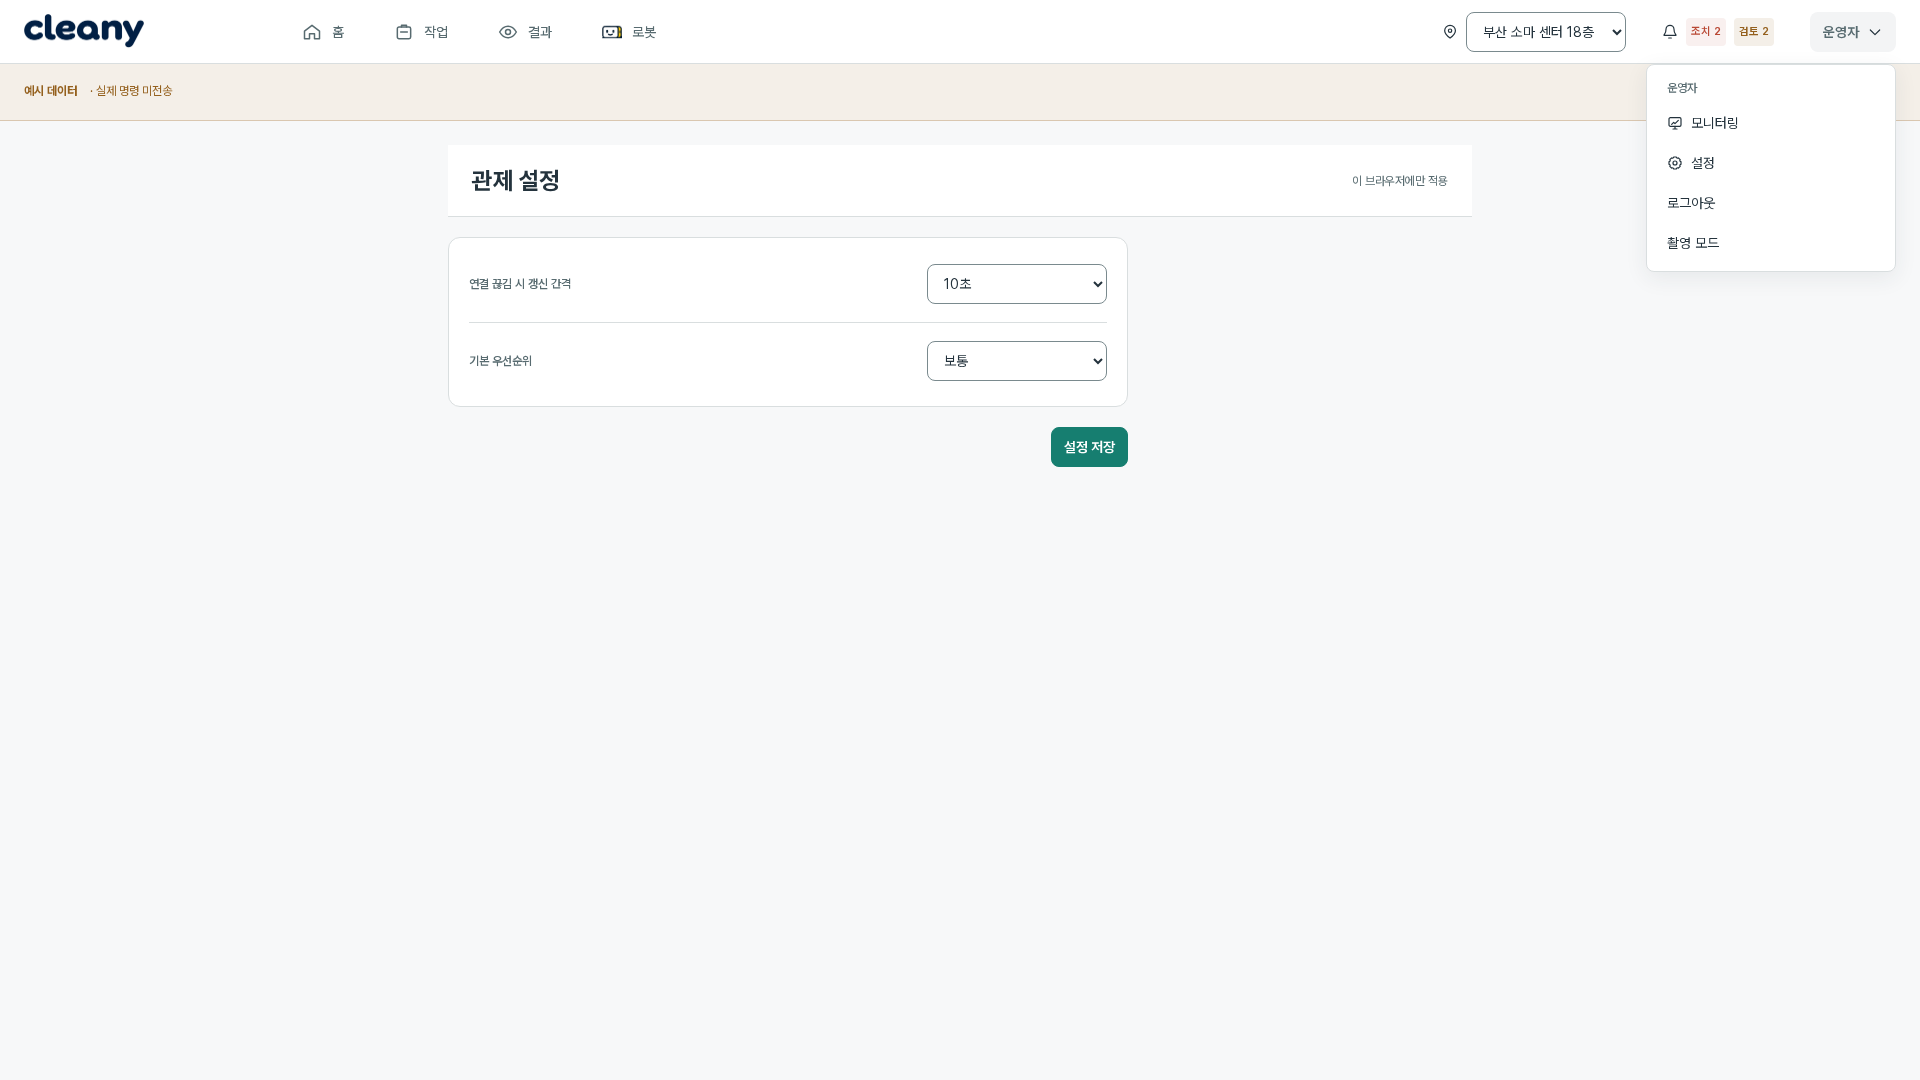 cleany
홈
작업
결과
로봇
부산 소마 센터 18층
조치 2
검토 2
운영자
예시 데이터 · 실제 명령 미전송
운영자
모니터링
설정
로그아웃
촬영 모드
관제 설정
이 브라우저에만 적용
연결 끊김 시 갱신 간격
10초
기본 우선순위
보통
설정 저장